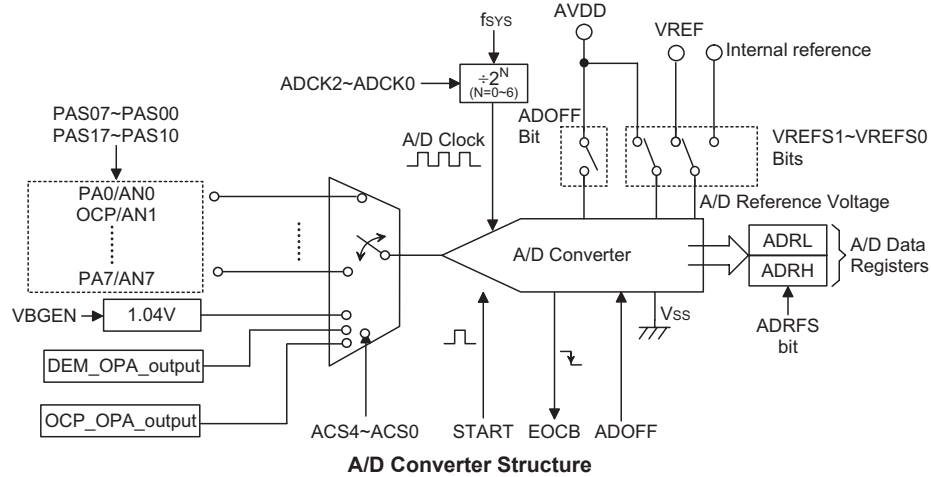 fSYS
AVDD
VREF
Internal reference
ADCK2~ADCK0
÷2^N
(N=0~6)
ADOFF
Bit
VREFS1~VREFS0
Bits
PAS07~PAS00
PAS17~PAS10
A/D Clock
A/D Reference Voltage
PA0/AN0
OCP/AN1
PA7/AN7
A/D Converter
ADRL
ADRH
A/D Data
Registers
VBGEN
1.04V
VSS
ADRFS
bit
DEM_OPA_output
OCP_OPA_output
ACS4~ACS0
START
EOCB
ADOFF
A/D Converter Structure